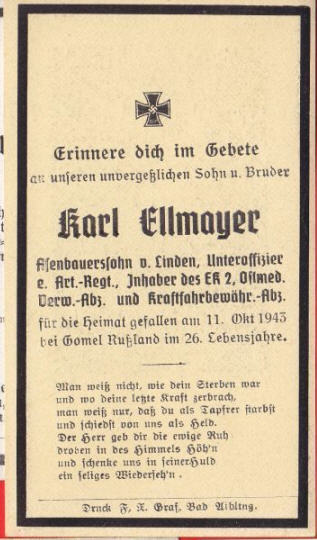 Erinnere dich im Gebete
an unseren unvergeßlichen Sohn u. Bruder
Karl Ellmayer
Asenbauerssohn v. Linden, Unteroffizier
e. Art.-Regt., Inhaber des EK 2, Ostmed.
Verw.-Abz. und Kraftfahrbewähr.-Abz.
für die Heimat gefallen am 11. Okt 1943
bei Gomel Rußland im 26. Lebensjahre.
Man weiß nicht, wie dein Sterben war
und wo deine letzte Kraft zerbrach,
man weiß nur, daß du als Tapfrer starbst
und schiedst von uns als Held.
Der Herr geb dir die ewige Ruh
droben in des Himmels Höh'n
und schenke uns in seinerHuld
ein seliges Wiederseh'n.
Druck F. X. Graf, Bad Aiblng.